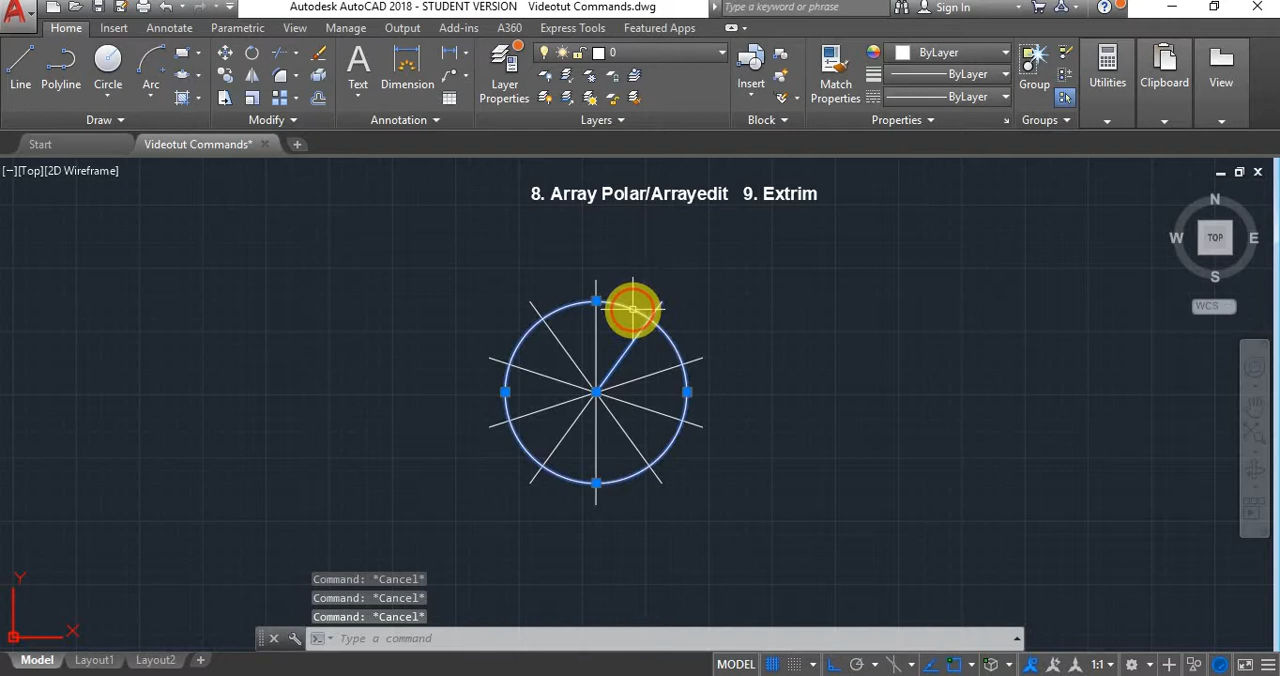 Autodesk AutoCAD 2018 - STUDENT VERSION Videotut Commands.dwg
Type a keyword or phrase
Sign In
Home Insert Annotate Parametric View Manage Output Add-ins A360 Express Tools Featured Apps
Line Polyline Circle Arc
Text Dimension
Layer Properties
0
Insert
Match Properties
ByLayer
ByLayer
ByLayer
Group
Utilities
Clipboard
View
Draw Modify Annotation Layers Block Properties Groups
Start Videotut Commands*
[−][Top][2D Wireframe]
8. Array Polar/Arrayedit 9. Extrim
N
W TOP E
S
WCS
Y
X
Command: *Cancel*
Command: *Cancel*
Command: *Cancel*
Type a command
Model Layout1 Layout2
MODEL 1:1